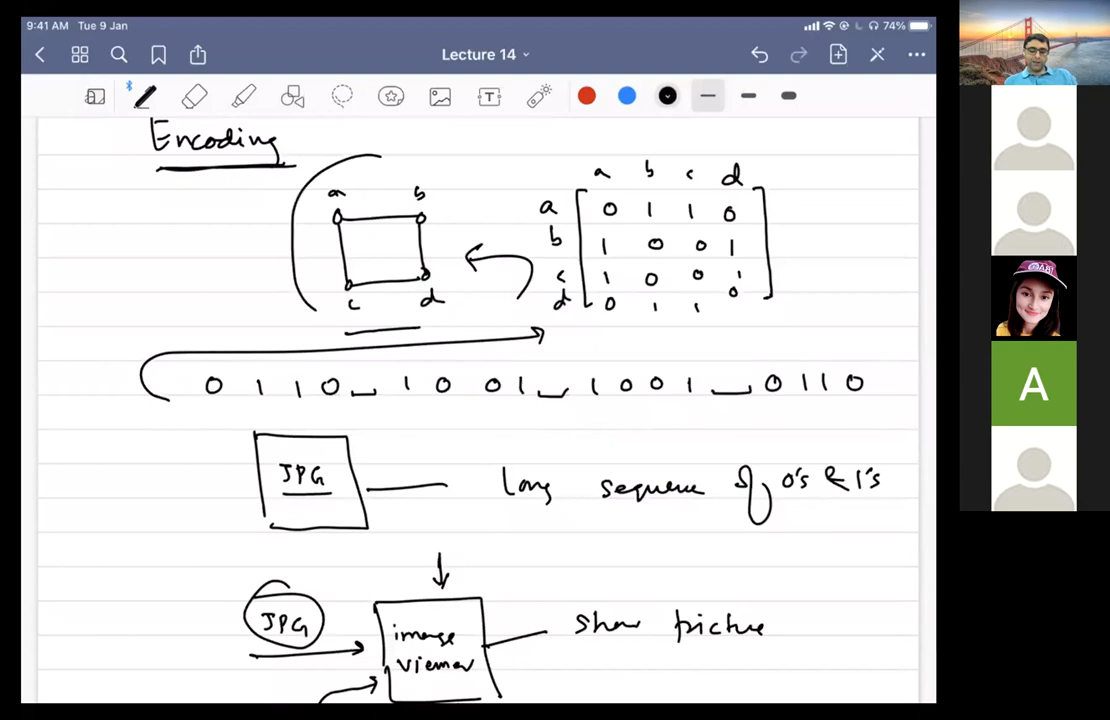 9:41 AM Tue 9 Jan
74%
Lecture 14
T
Encoding
a b c d
a b
a 0 1 1 0
b 1 0 0 1
c 1 0 0 1
d 0 1 1 0
c d
0 1 1 0 _ 1 0 0 1 _ 1 0 0 1 _ 0 1 1 0
JPG
Long sequence of 0's & 1's
JPG
image
viewer
show picture
A